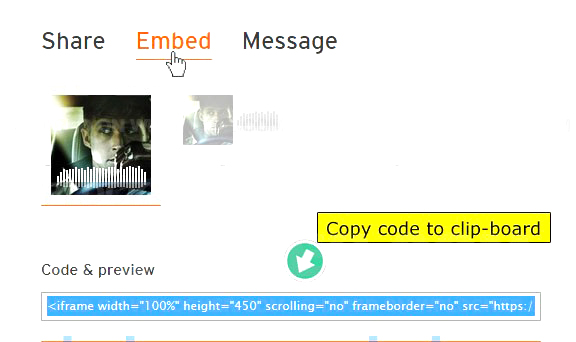 Share Embed Message
Copy code to clip-board
Code & preview
<iframe width="100%" height="450" scrolling="no" frameborder="no" src="https:/